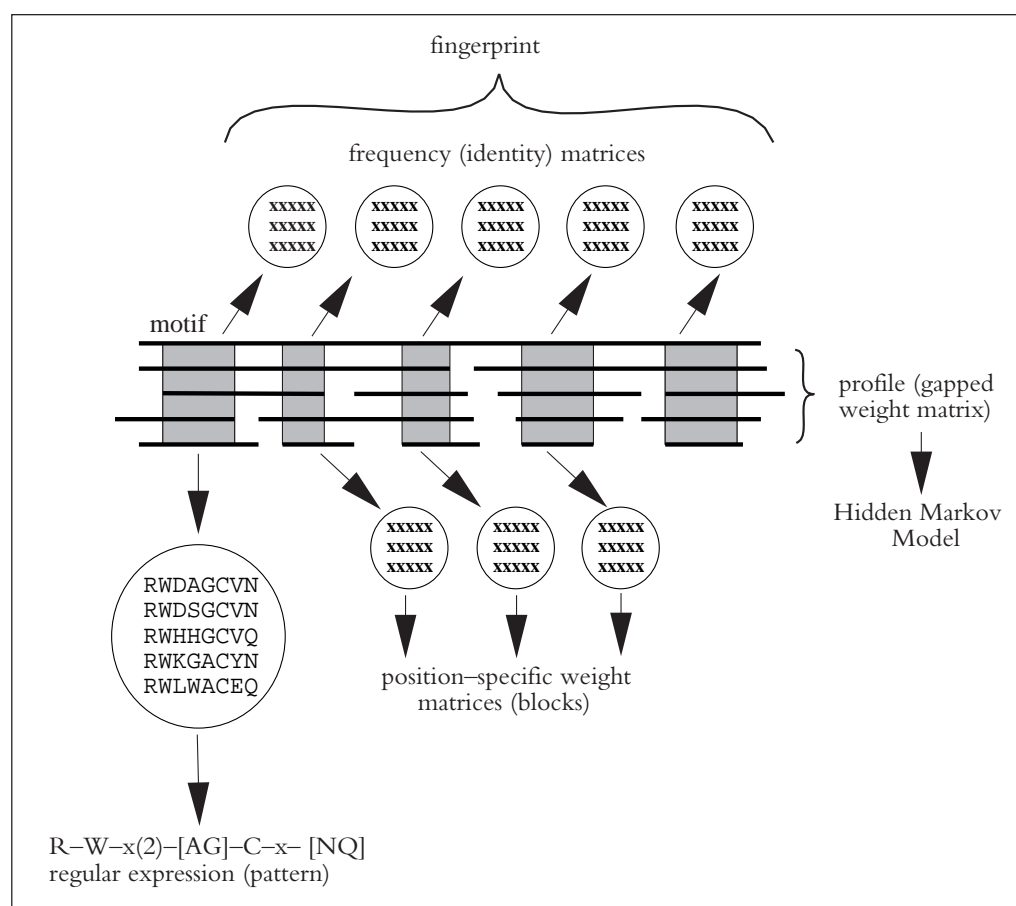 fingerprint
frequency (identity) matrices
xxxxx xxxxx xxxxx xxxxx xxxxx
xxxxx xxxxx xxxxx xxxxx xxxxx
xxxxx xxxxx xxxxx xxxxx xxxxx
motif
profile (gapped
weight matrix)
Hidden Markov
Model
xxxxx xxxxx xxxxx
xxxxx xxxxx xxxxx
xxxxx xxxxx xxxxx
position–specific weight
matrices (blocks)
RWDAGCVN
RWDSGCVN
RWHHGCVQ
RWKGACYN
RWLWACEQ
R–W–x(2)–[AG]–C–x– [NQ]
regular expression (pattern)